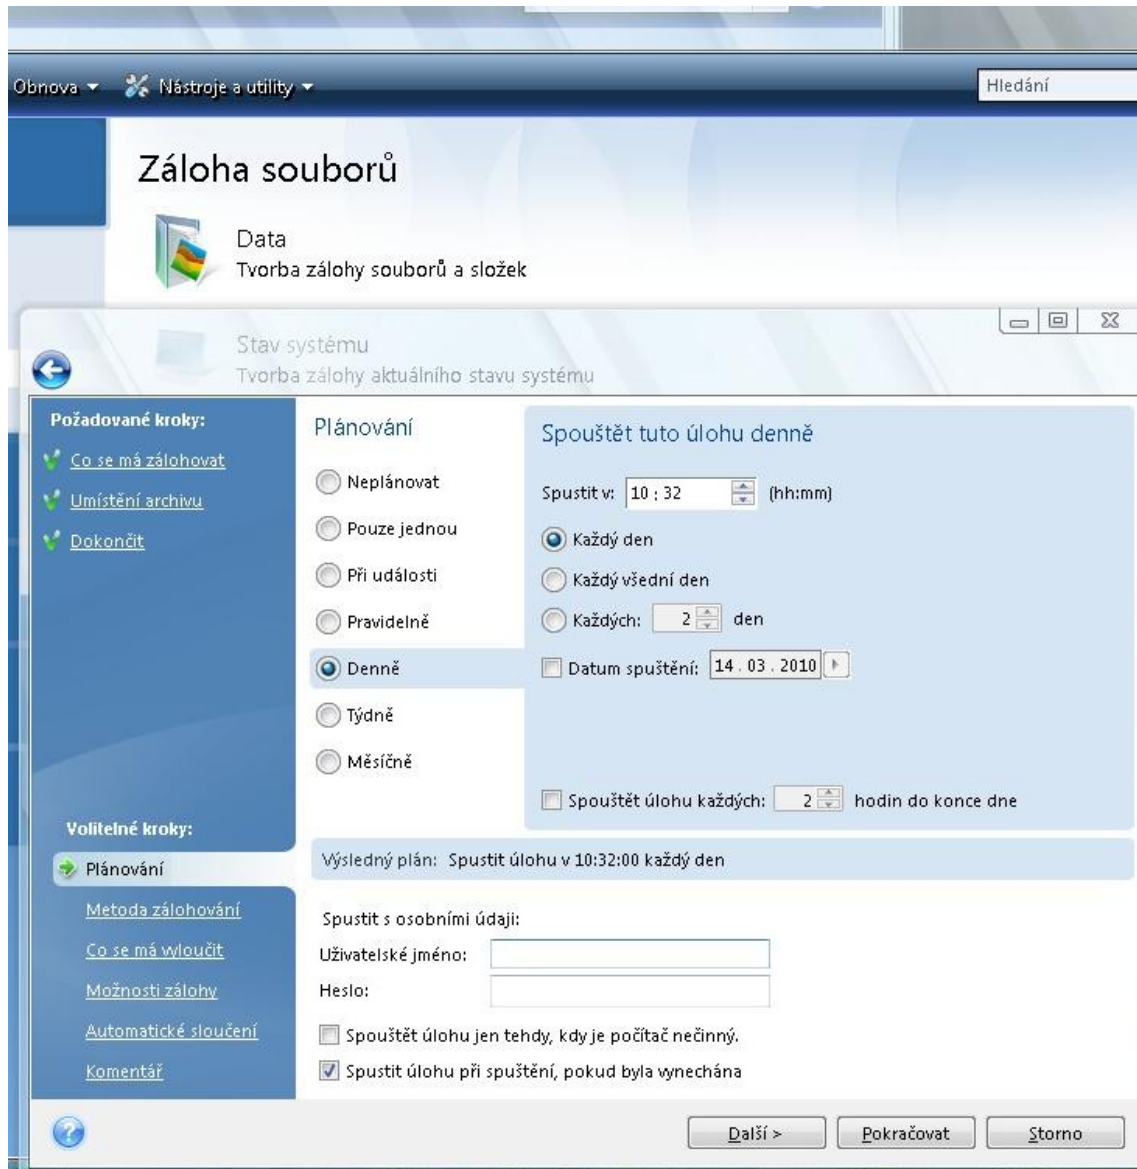 Obnova Nástroje a utility Hledání
Záloha souborů
Data
Tvorba zálohy souborů a složek
Stav systému
Tvorba zálohy aktuálního stavu systému
Požadované kroky:
Co se má zálohovat
Umístění archivu
Dokončit
Volitelné kroky:
Plánování
Metoda zálohování
Co se má vyloučit
Možnosti zálohy
Automatické sloučení
Komentář
Plánování
Neplánovat
Pouze jednou
Při události
Pravidelně
Denně
Týdně
Měsíčně
Spouštět tuto úlohu denně
Spustit v: 10 : 32 (hh:mm)
Každý den
Každý všední den
Každých: 2 den
Datum spuštění: 14 . 03 . 2010
Spouštět úlohu každých: 2 hodin do konce dne
Výsledný plán: Spustit úlohu v 10:32:00 každý den
Spustit s osobními údaji:
Uživatelské jméno:
Heslo:
Spouštět úlohu jen tehdy, kdy je počítač nečinný.
Spustit úlohu při spuštění, pokud byla vynechána
Další > Pokračovat Storno